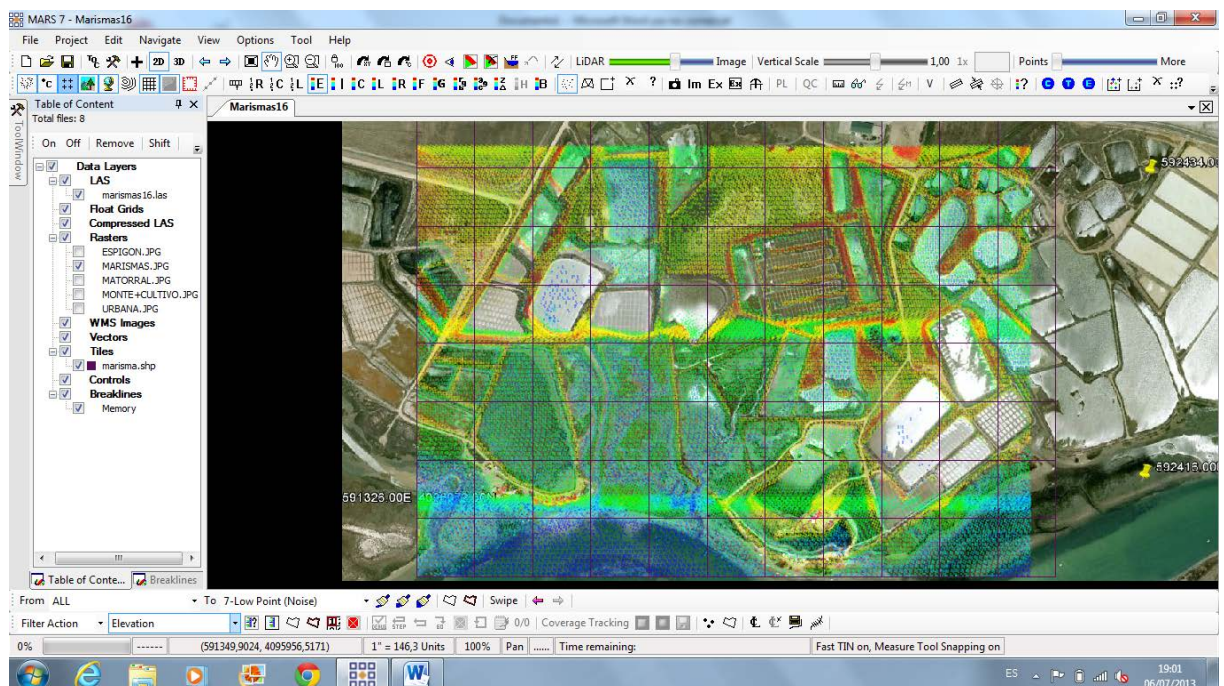 MARS 7 - Marismas16
File Project Edit Navigate View Options Tool Help
2D 3D LiDAR Image Vertical Scale 1,00 1x Points More
PL QC
Table of Content
Marismas16
Total files: 8
ToolWindow
On Off Remove Shift
Data Layers
LAS
marismas16.las
Float Grids
Compressed LAS
Rasters
ESPIGON.JPG
MARISMAS.JPG
MATORRAL.JPG
MONTE+CULTIVO.JPG
URBANA.JPG
WMS Images
Vectors
Tiles
marisma.shp
Controls
Breaklines
Memory
592415.00
591326.00E
Table of Conte... Breaklines
From ALL To 7-Low Point (Noise) Swipe
Filter Action Elevation 0/0 Coverage Tracking
0% ------ (591349,9024, 4095956,5171) 1" = 146,3 Units 100% Pan ...... Time remaining: Fast TIN on, Measure Tool Snapping on
ES 19:01
06/07/2013